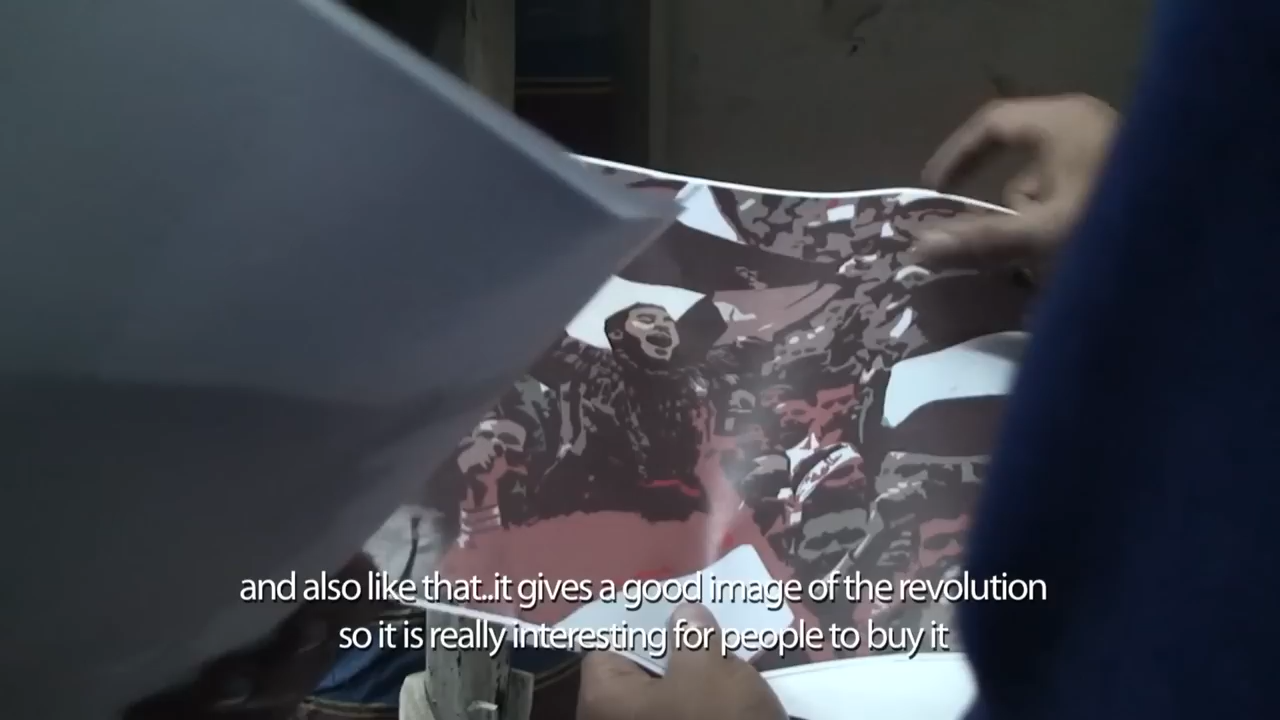 and also like that..it gives a good image of the revolution
so it is really interesting for people to buy it